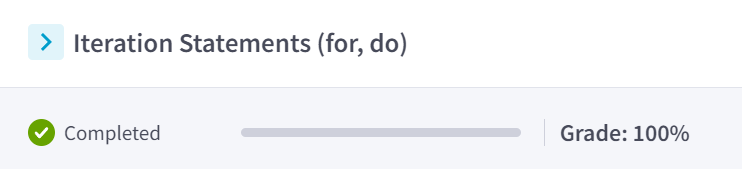 Iteration Statements (for, do)
Completed Grade: 100%